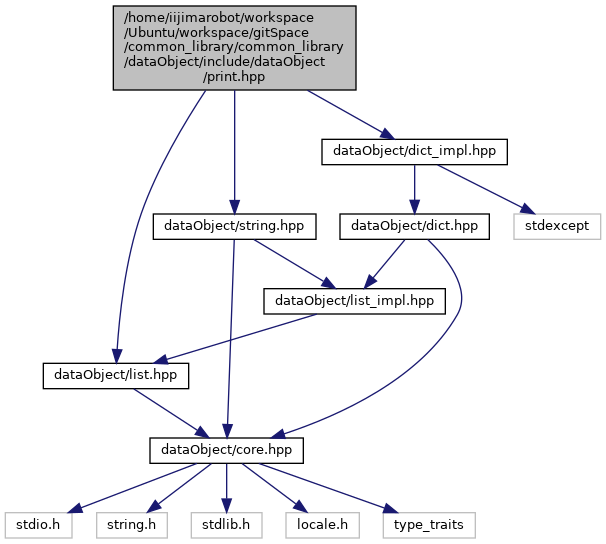 /home/iijimarobot/workspace
/Ubuntu/workspace/gitSpace
/common_library/common_library
/dataObject/include/dataObject
/print.hpp
dataObject/dict_impl.hpp
dataObject/string.hpp
dataObject/dict.hpp
stdexcept
dataObject/list_impl.hpp
dataObject/list.hpp
dataObject/core.hpp
stdio.h
string.h
stdlib.h
locale.h
type_traits